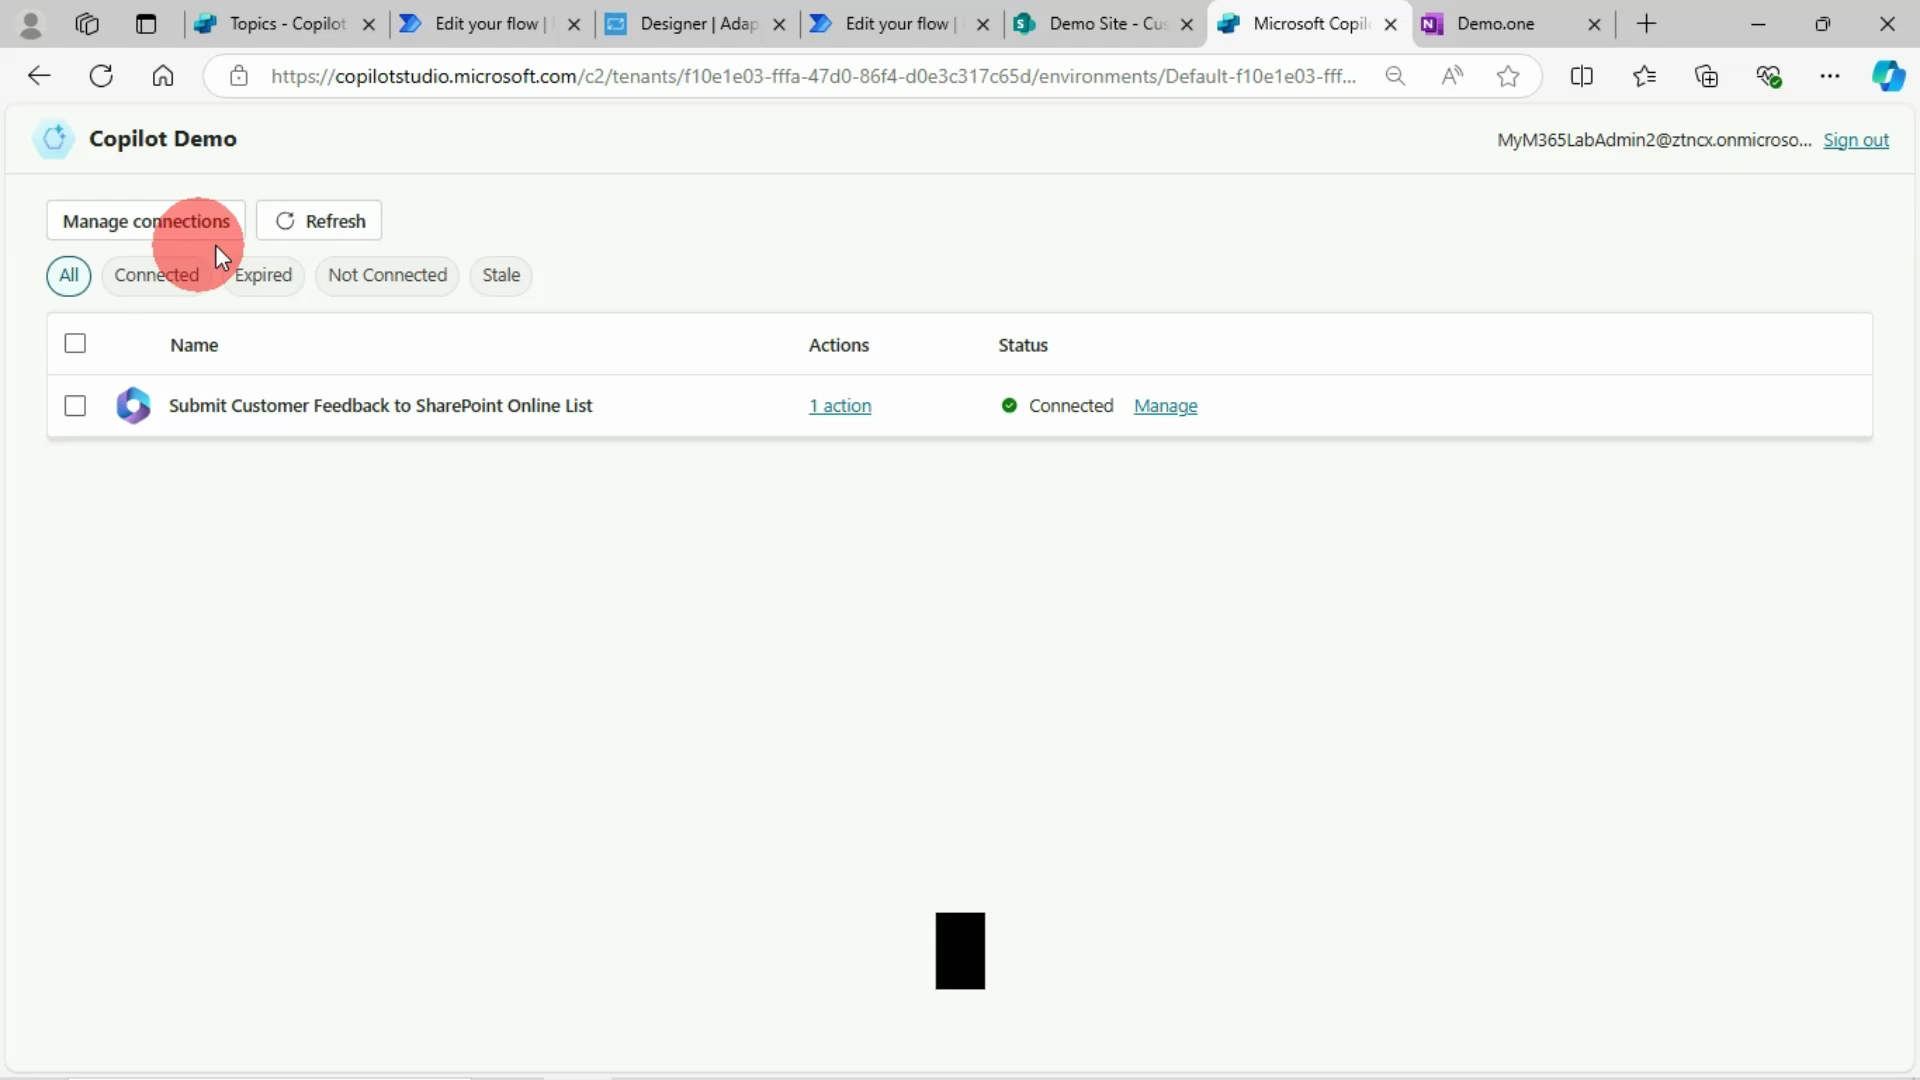 Topics - Copilot
Edit your flow |
Designer | Adap
Edit your flow |
Demo Site - Cus
Microsoft Copil
Demo.one
https://copilotstudio.microsoft.com/c2/tenants/f10e1e03-fffa-47d0-86f4-d0e3c317c65d/environments/Default-f10e1e03-fff...
Copilot Demo
MyM365LabAdmin2@ztncx.onmicroso...
Sign out
Manage connections
Refresh
All
Connected
Expired
Not Connected
Stale
Name
Actions
Status
Submit Customer Feedback to SharePoint Online List
1 action
Connected
Manage